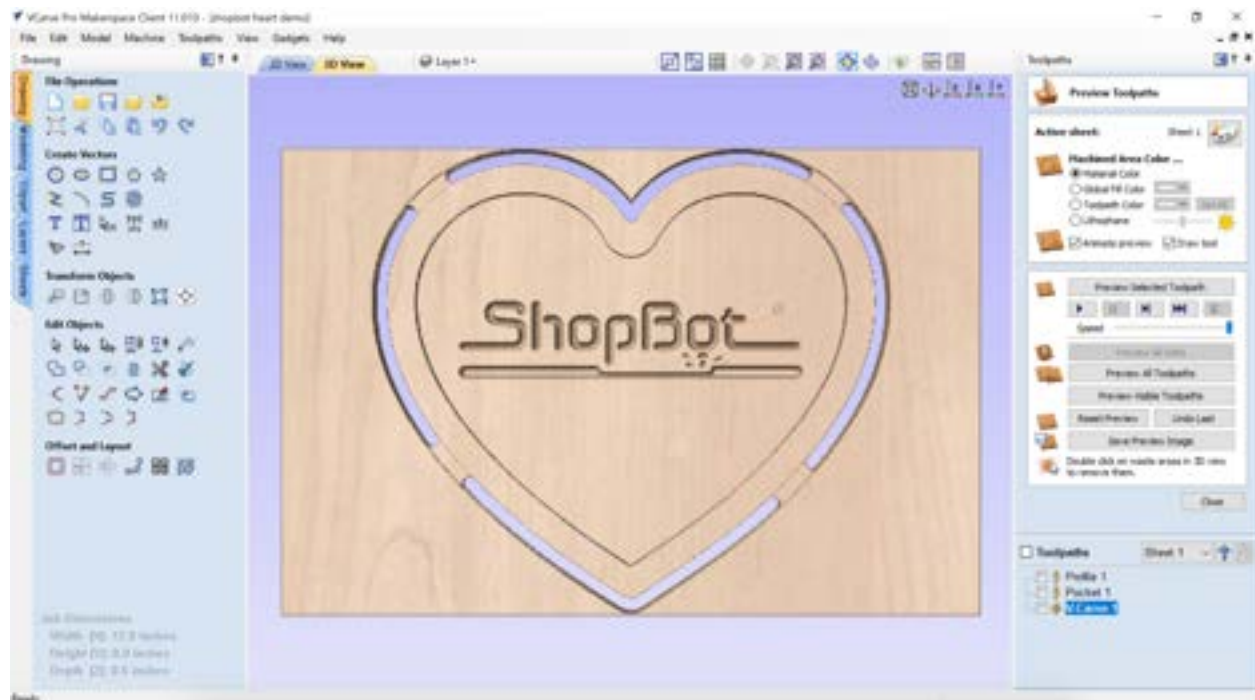 VCarve Pro Makerspace Client 11.010 - [shopbot heart demo]
File Edit Model Machine Toolpaths View Gadgets Help
Drawing
2D View 3D View
Layer 1
Toolpaths
File Operations
Create Vectors
Transform Objects
Edit Objects
Offset and Layout
Job Dimensions
ShopBot
Preview Toolpaths
Active sheet: Sheet 1
Machined Area Color ...
Material Color
Global Fill Color
Toolpath Color
Lithophane
Animate preview Draw tool
Preview Selected Toolpath
Speed
Preview All Toolpaths
Preview Visible Toolpaths
Reset Preview Undo Last
Save Preview Image
Double click on waste areas in 3D view
to remove them.
Close
Toolpaths Sheet 1
Profile 1
Pocket 1
V-Carve 1
Ready